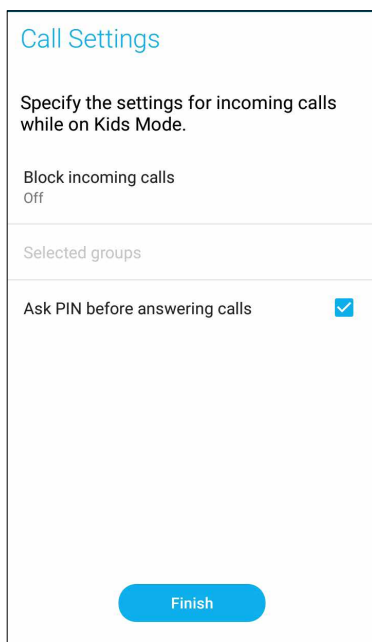 Call Settings
Specify the settings for incoming calls
while on Kids Mode.
Block incoming calls
Off
Selected groups
Ask PIN before answering calls
Finish